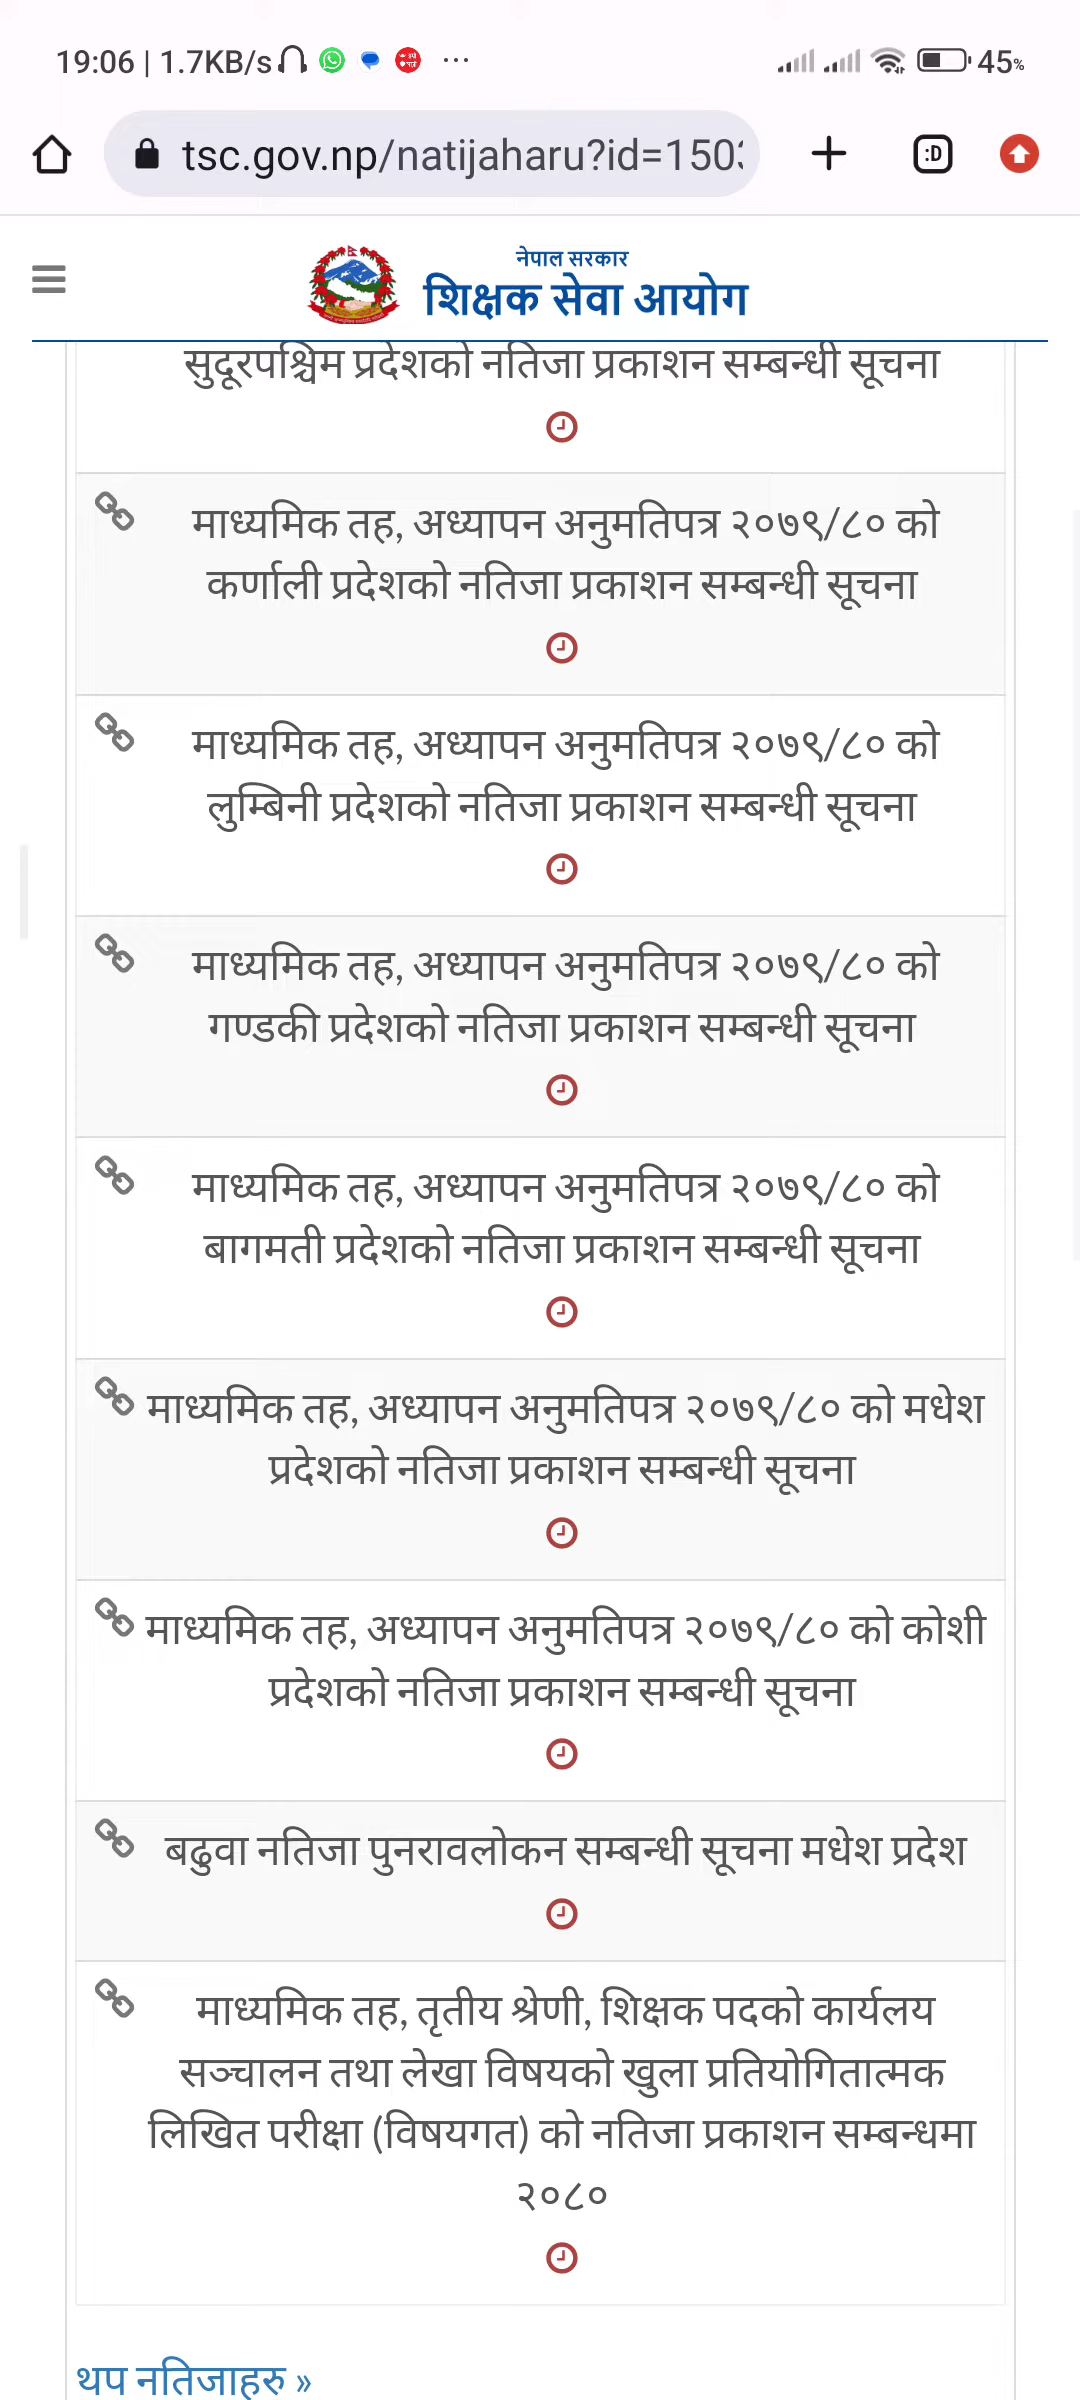 19:06 | 1.7KB/s
45%
tsc.gov.np/natijaharu?id=150
:D
नेपाल सरकार
शिक्षक सेवा आयोग
सुदूरपश्चिम प्रदेशको नतिजा प्रकाशन सम्बन्धी सूचना
माध्यमिक तह, अध्यापन अनुमतिपत्र २०७९/८० को
कर्णाली प्रदेशको नतिजा प्रकाशन सम्बन्धी सूचना
माध्यमिक तह, अध्यापन अनुमतिपत्र २०७९/८० को
लुम्बिनी प्रदेशको नतिजा प्रकाशन सम्बन्धी सूचना
माध्यमिक तह, अध्यापन अनुमतिपत्र २०७९/८० को
गण्डकी प्रदेशको नतिजा प्रकाशन सम्बन्धी सूचना
माध्यमिक तह, अध्यापन अनुमतिपत्र २०७९/८० को
बागमती प्रदेशको नतिजा प्रकाशन सम्बन्धी सूचना
माध्यमिक तह, अध्यापन अनुमतिपत्र २०७९/८० को मधेश
प्रदेशको नतिजा प्रकाशन सम्बन्धी सूचना
माध्यमिक तह, अध्यापन अनुमतिपत्र २०७९/८० को कोशी
प्रदेशको नतिजा प्रकाशन सम्बन्धी सूचना
बढुवा नतिजा पुनरावलोकन सम्बन्धी सूचना मधेश प्रदेश
माध्यमिक तह, तृतीय श्रेणी, शिक्षक पदको कार्यलय
सञ्चालन तथा लेखा विषयको खुला प्रतियोगितात्मक
लिखित परीक्षा (विषयगत) को नतिजा प्रकाशन सम्बन्धमा
२०८०
थप नतिजाहरु »